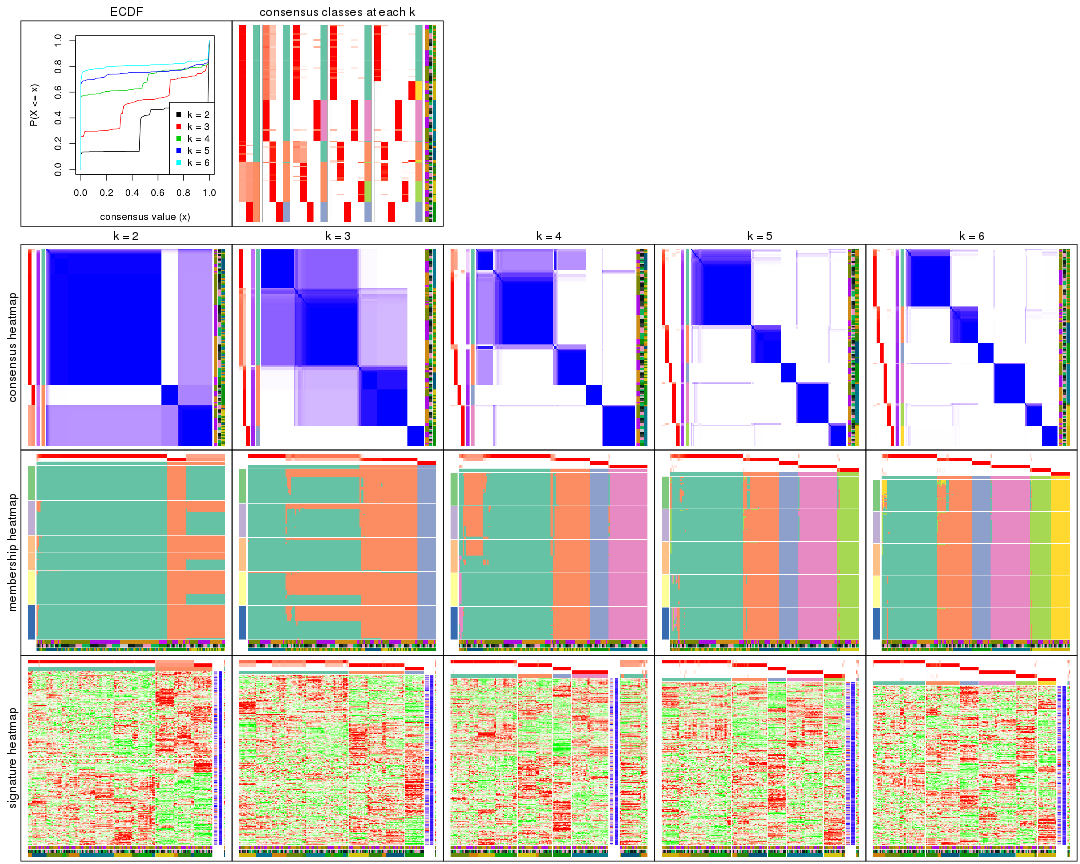 ECDF
consensus classes at each k
P(X <= x)
0.0 0.2 0.4 0.6 0.8 1.0
k = 2
k = 3
k = 4
k = 5
k = 6
0.0 0.2 0.4 0.6 0.8 1.0
consensus value (x)
k = 2
k = 3
k = 4
k = 5
k = 6
consensus heatmap
membership heatmap
signature heatmap